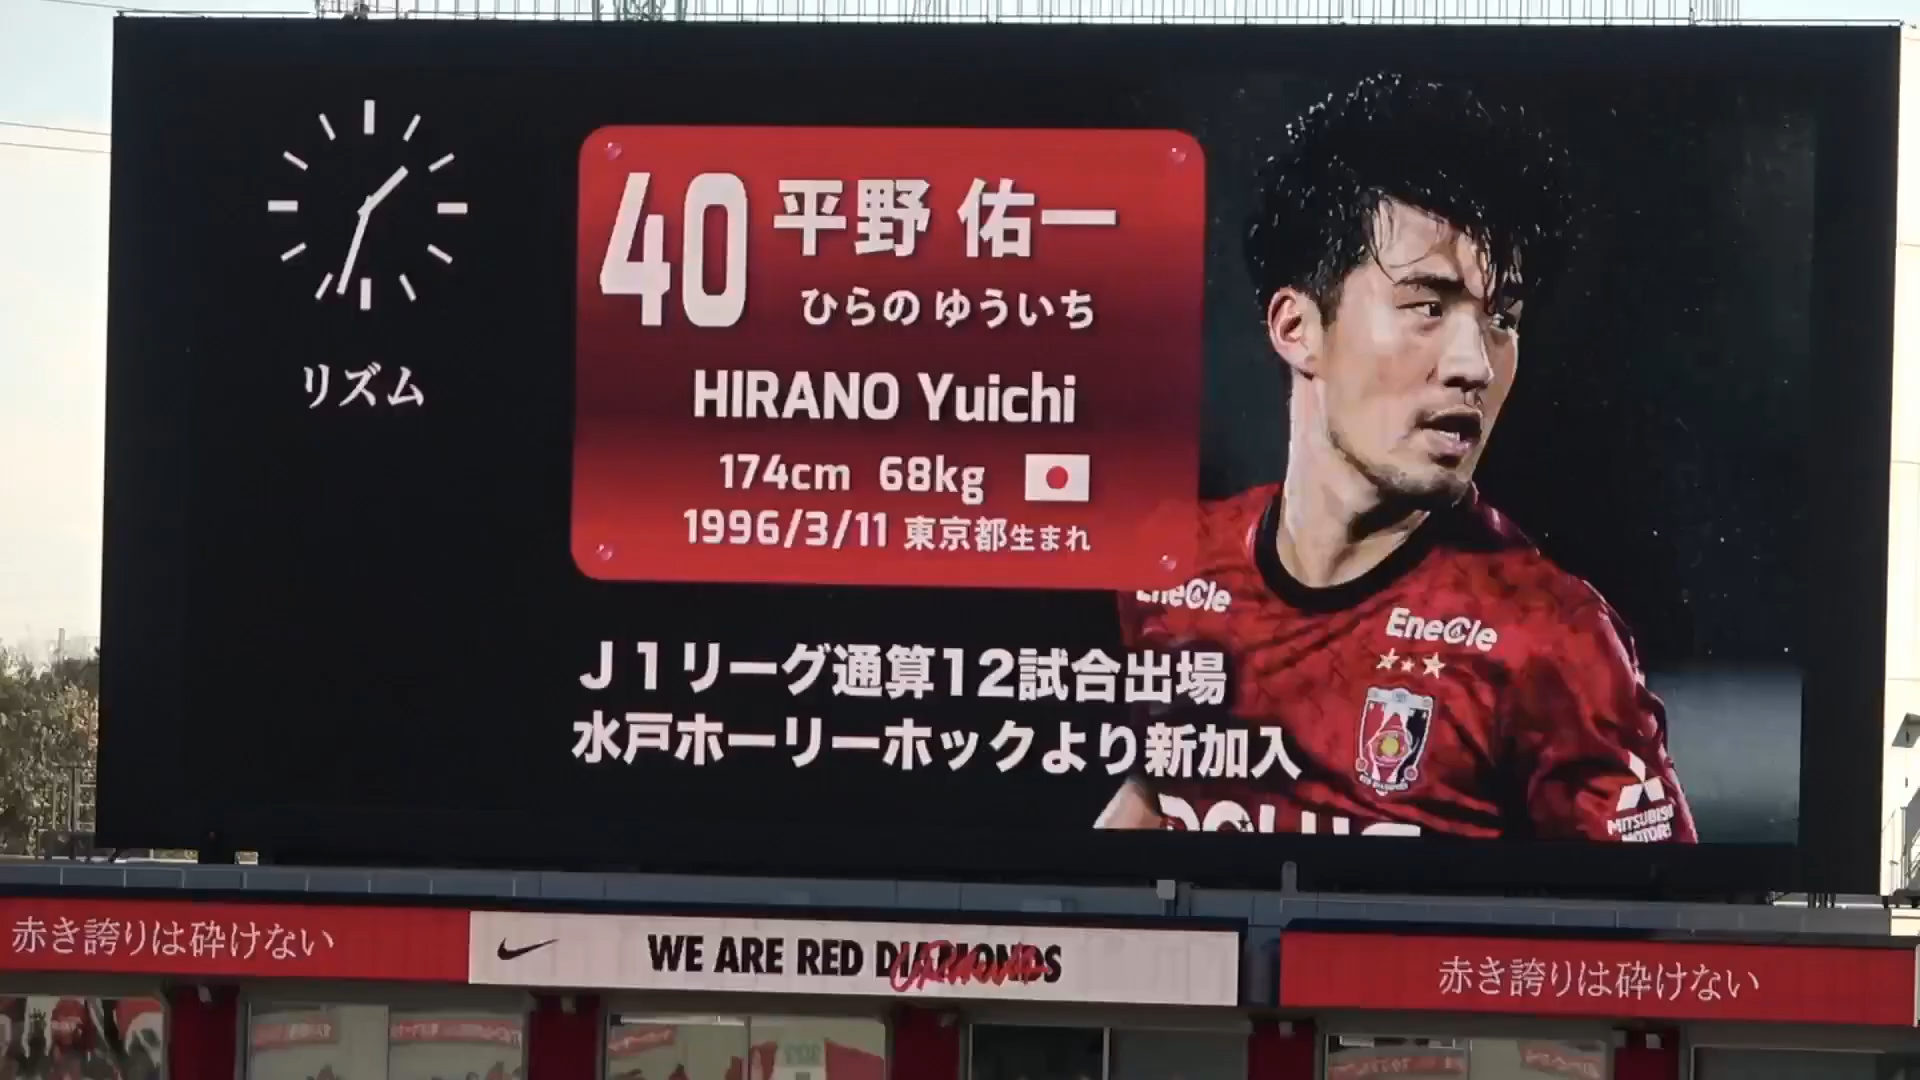 40 平野 佑一
ひらの ゆういち
HIRANO Yuichi
174cm 68kg
1996/3/11 東京都生まれ
リズム
J1リーグ通算12試合出場
水戸ホーリーホックより新加入
EneCle
EneCle
MITSUBISHI
MOTORS
赤き誇りは砕けない
WE ARE RED DIAMONDS
赤き誇りは砕けない